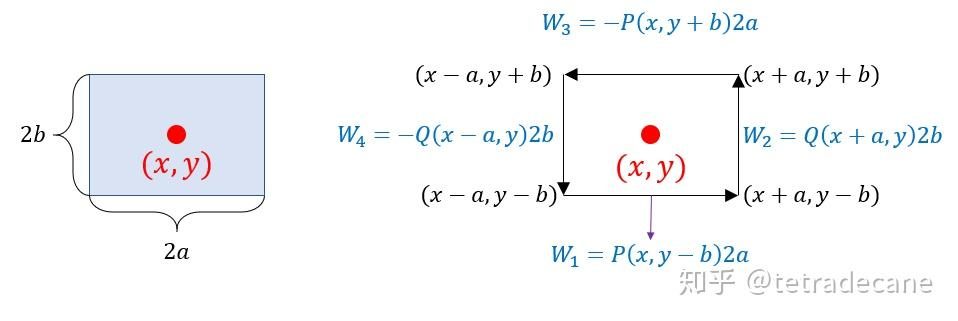 2b
(x, y)
2a
W₃ = −P(x, y + b)2a
(x − a, y + b)
(x + a, y + b)
W₄ = −Q(x − a, y)2b
W₂ = Q(x + a, y)2b
(x, y)
(x − a, y − b)
(x + a, y − b)
W₁ = P(x, y − b)2a
知乎 @tetradecane